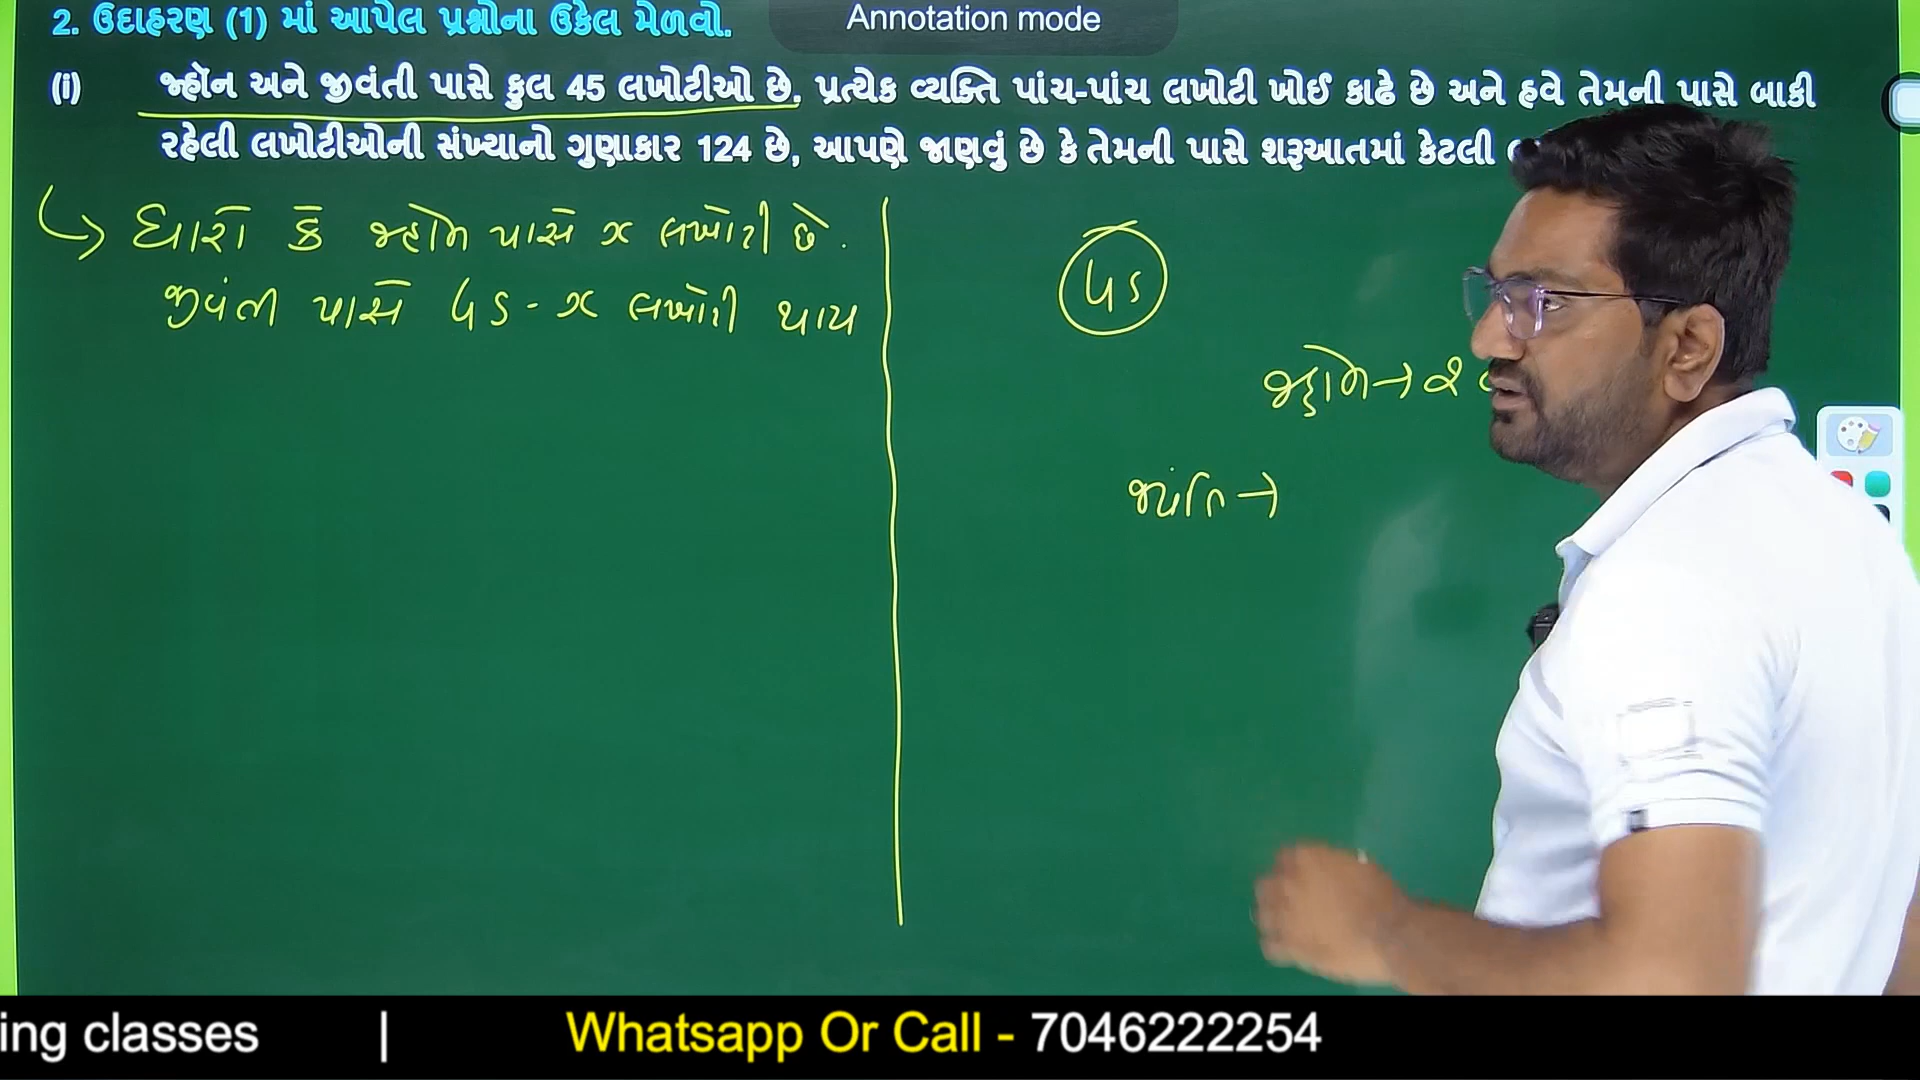 Annotation mode
2. ઉદાહરણ (1) માં આપેલ પ્રશ્નોના ઉકેલ મેળવો.
(i) જ્હૉન અને જીવંતી પાસે કુલ 45 લખોટીઓ છે. પ્રત્યેક વ્યક્તિ પાંચ-પાંચ લખોટી ખોઈ કાઢે છે અને હવે તેમની પાસે બાકી
રહેલી લખોટીઓની સંખ્યાનો ગુણાકાર 124 છે, આપણે જાણવું છે કે તેમની પાસે શરૂઆતમાં કેટલી
ધારો કે જ્હોન પાસે x લખોટી છે.
જીવંતી પાસે 45 - x લખોટી થાય
45
જ્હોન →
→
ing classes | Whatsapp Or Call - 7046222254